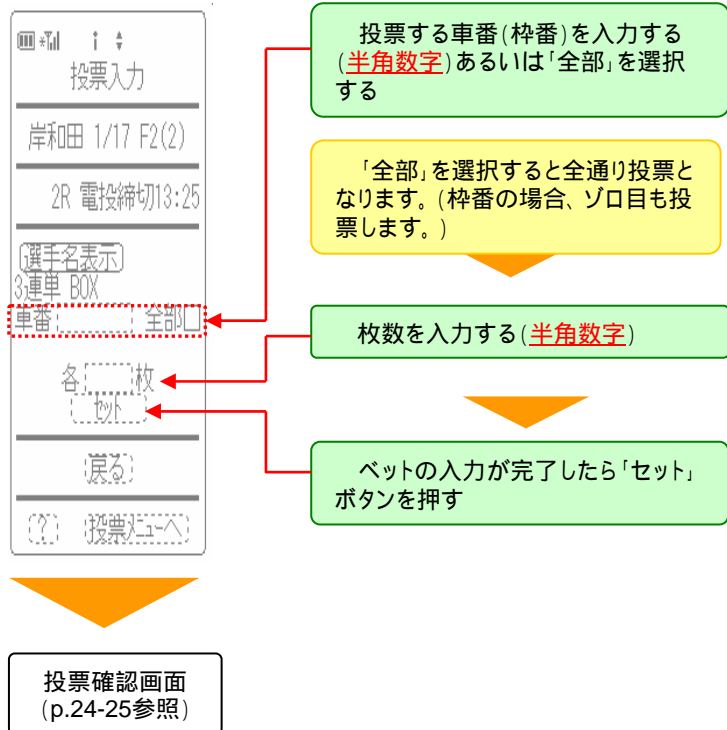 投票入力
岸和田 1/17 F2(2)
2R 電投締切13:25
選手名表示
3連単 BOX
車番 全部
各 枚
セット
戻る
(?) 投票メニューへ
投票する車番(枠番)を入力する
(半角数字)あるいは「全部」を選択
する
「全部」を選択すると全通り投票と
なります。(枠番の場合、ゾロ目も投
票します。)
枚数を入力する(半角数字)
ベットの入力が完了したら「セット」
ボタンを押す
投票確認画面
(p.24-25参照)